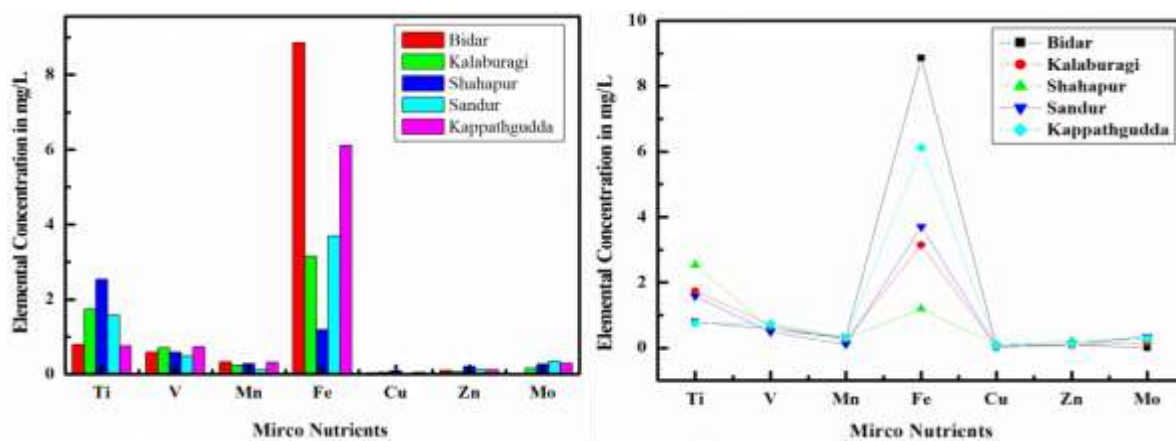 Bidar
Kalaburagi
Shahapur
Sandur
Kappathgudda
8
6
4
2
0
Elemental Concentration in mg/L
Ti V Mn Fe Cu Zn Mo
Mirco Nutrients
10
8
6
4
2
0
Elemental Concentration in mg/L
Bidar
Kalaburagi
Shahapur
Sandur
Kappathgudda
Ti V Mn Fe Cu Zn Mo
Mirco Nutrients